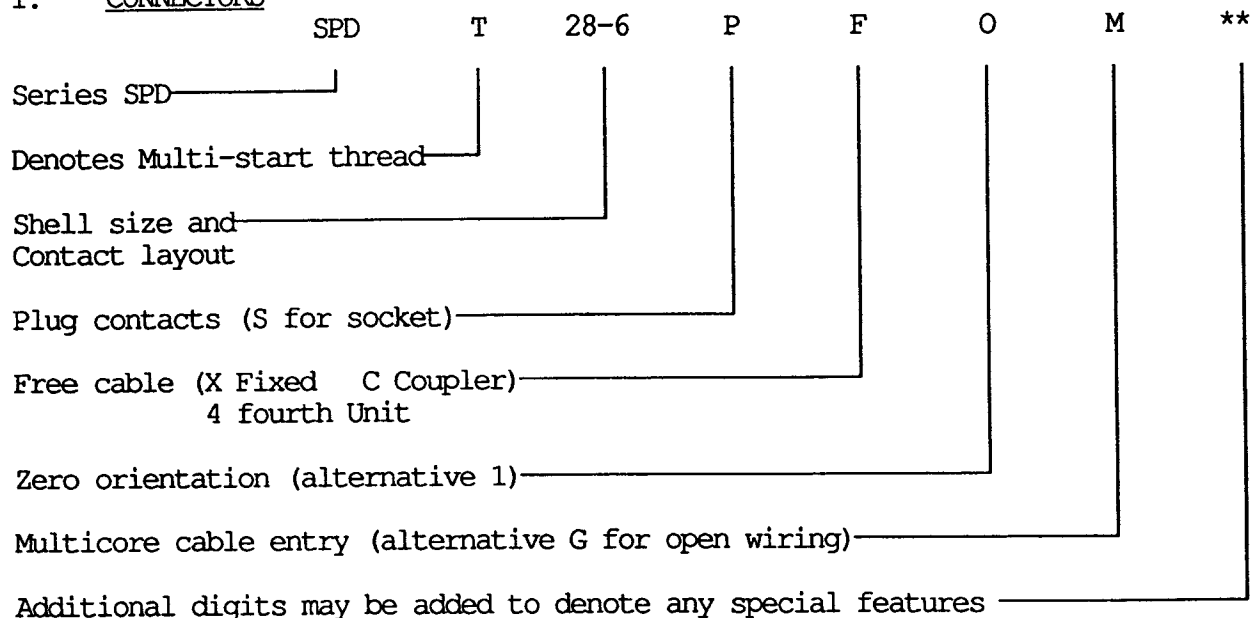 1. CONNECTORS
SPD T 28-6 P F O M **
Series SPD
Denotes Multi-start thread
Shell size and
Contact layout
Plug contacts (S for socket)
Free cable (X Fixed C Coupler)
4 fourth Unit
Zero orientation (alternative 1)
Multicore cable entry (alternative G for open wiring)
Additional digits may be added to denote any special features